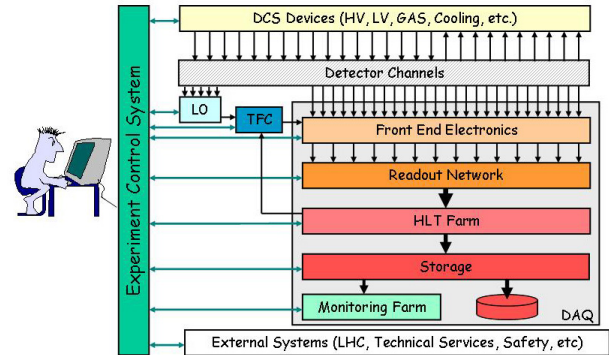 DCS Devices (HV, LV, GAS, Cooling, etc.)
Detector Channels
Experiment Control System
LO
TFC
Front End Electronics
Readout Network
HLT Farm
Storage
Monitoring Farm
DAQ
External Systems (LHC, Technical Services, Safety, etc)